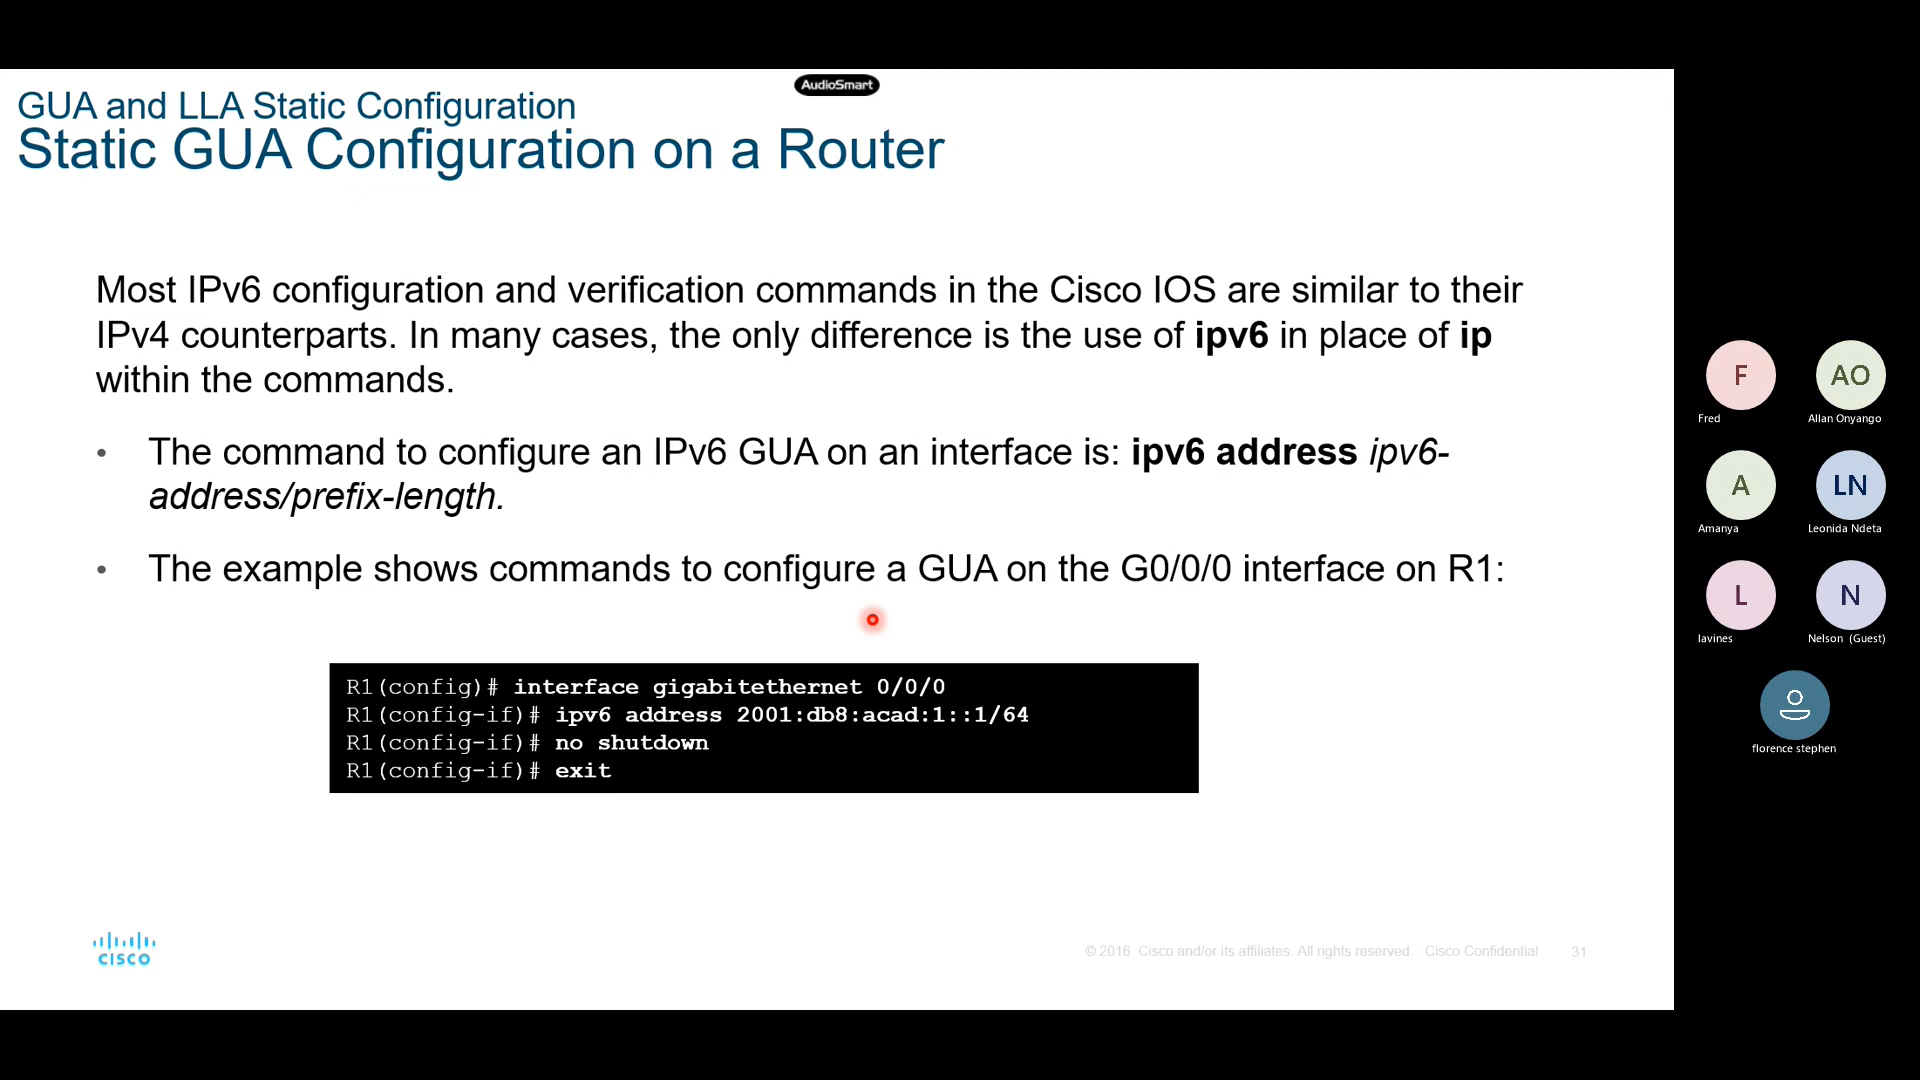 AudioSmart
GUA and LLA Static Configuration
Static GUA Configuration on a Router
Most IPv6 configuration and verification commands in the Cisco IOS are similar to their
IPv4 counterparts. In many cases, the only difference is the use of ipv6 in place of ip
within the commands.
• The command to configure an IPv6 GUA on an interface is: ipv6 address ipv6-
address/prefix-length.
• The example shows commands to configure a GUA on the G0/0/0 interface on R1:
R1(config)# interface gigabitethernet 0/0/0
R1(config-if)# ipv6 address 2001:db8:acad:1::1/64
R1(config-if)# no shutdown
R1(config-if)# exit
CISCO
© 2016 Cisco and/or its affiliates. All rights reserved. Cisco Confidential 31
F
Fred
AO
Allan Onyango
A
Amanya
LN
Leonida Ndeta
L
lavines
N
Nelson (Guest)
florence stephen